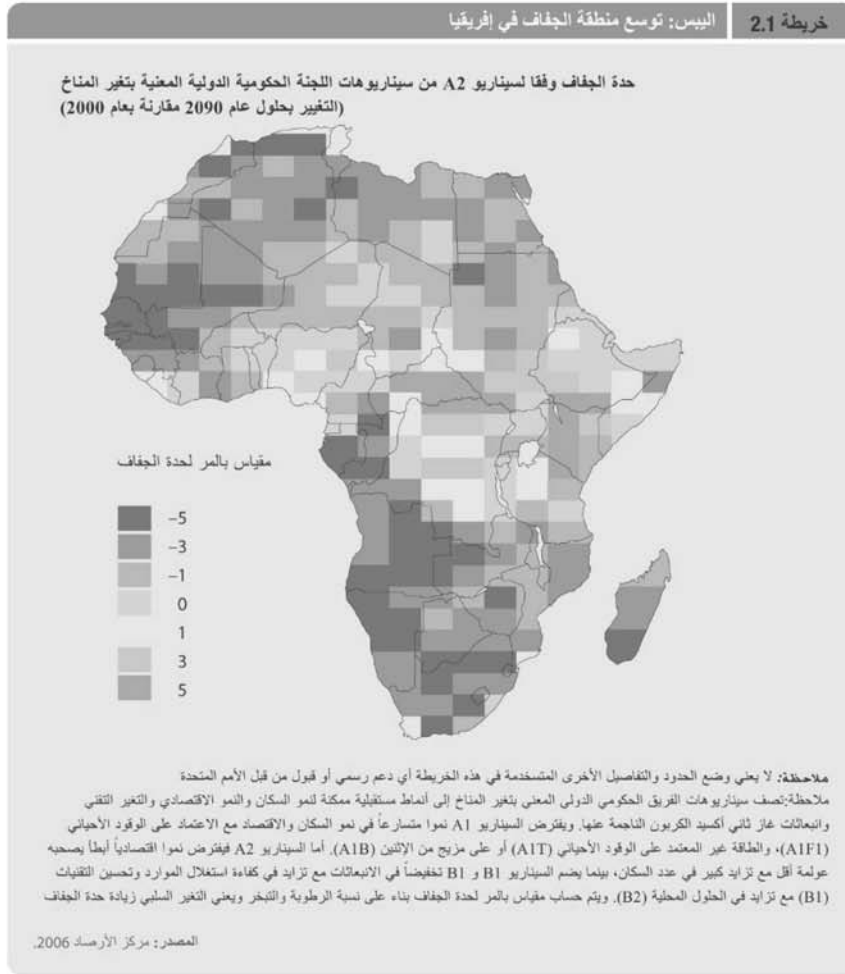 خريطة 2.1 اليبس: توسع منطقة الجفاف في إفريقيا
حدة الجفاف وفقا لسيناريو A2 من سيناريوهات اللجنة الحكومية الدولية المعنية بتغير المناخ
(التغيير بحلول عام 2090 مقارنة بعام 2000)
مقياس بالمر لحدة الجفاف
–5
–3
–1
0
1
3
5
ملاحظة: لا يعني وضع الحدود والتفاصيل الأخرى المتسخدمة في هذه الخريطة أي دعم رسمي أو قبول من قبل الأمم المتحدة
ملاحظة:تصف سيناريوهات الفريق الحكومي الدولي المعني بتغير المناخ إلى أنماط مستقبلية ممكنة لنمو السكان والنمو الاقتصادي والتغير التقني
وانبعاثات غاز ثاني أكسيد الكربون الناجمة عنها. ويفترض السيناريو A1 نموا متسارعاً في نمو السكان والاقتصاد مع الاعتماد على الوقود الأحيائي
(A1F1)، والطاقة غير المعتمد على الوقود الأحيائي (A1T) أو على مزيج من الإثنين (A1B). أما السيناريو A2 فيفترض نموا اقتصادياً أبطأ يصحبه
عولمة أقل مع تزايد كبير في عدد السكان، بينما يضم السيناريو B1 و B1 تخفيضاً في الانبعاثات مع تزايد في كفاءة استغلال الموارد وتحسين التقنيات
(B1) مع تزايد في الحلول المحلية (B2). ويتم حساب مقياس بالمر لحدة الجفاف بناء على نسبة الرطوبة والتبخر ويعني التغير السلبي زيادة حدة الجفاف
المصدر: مركز الأرصاد 2006.